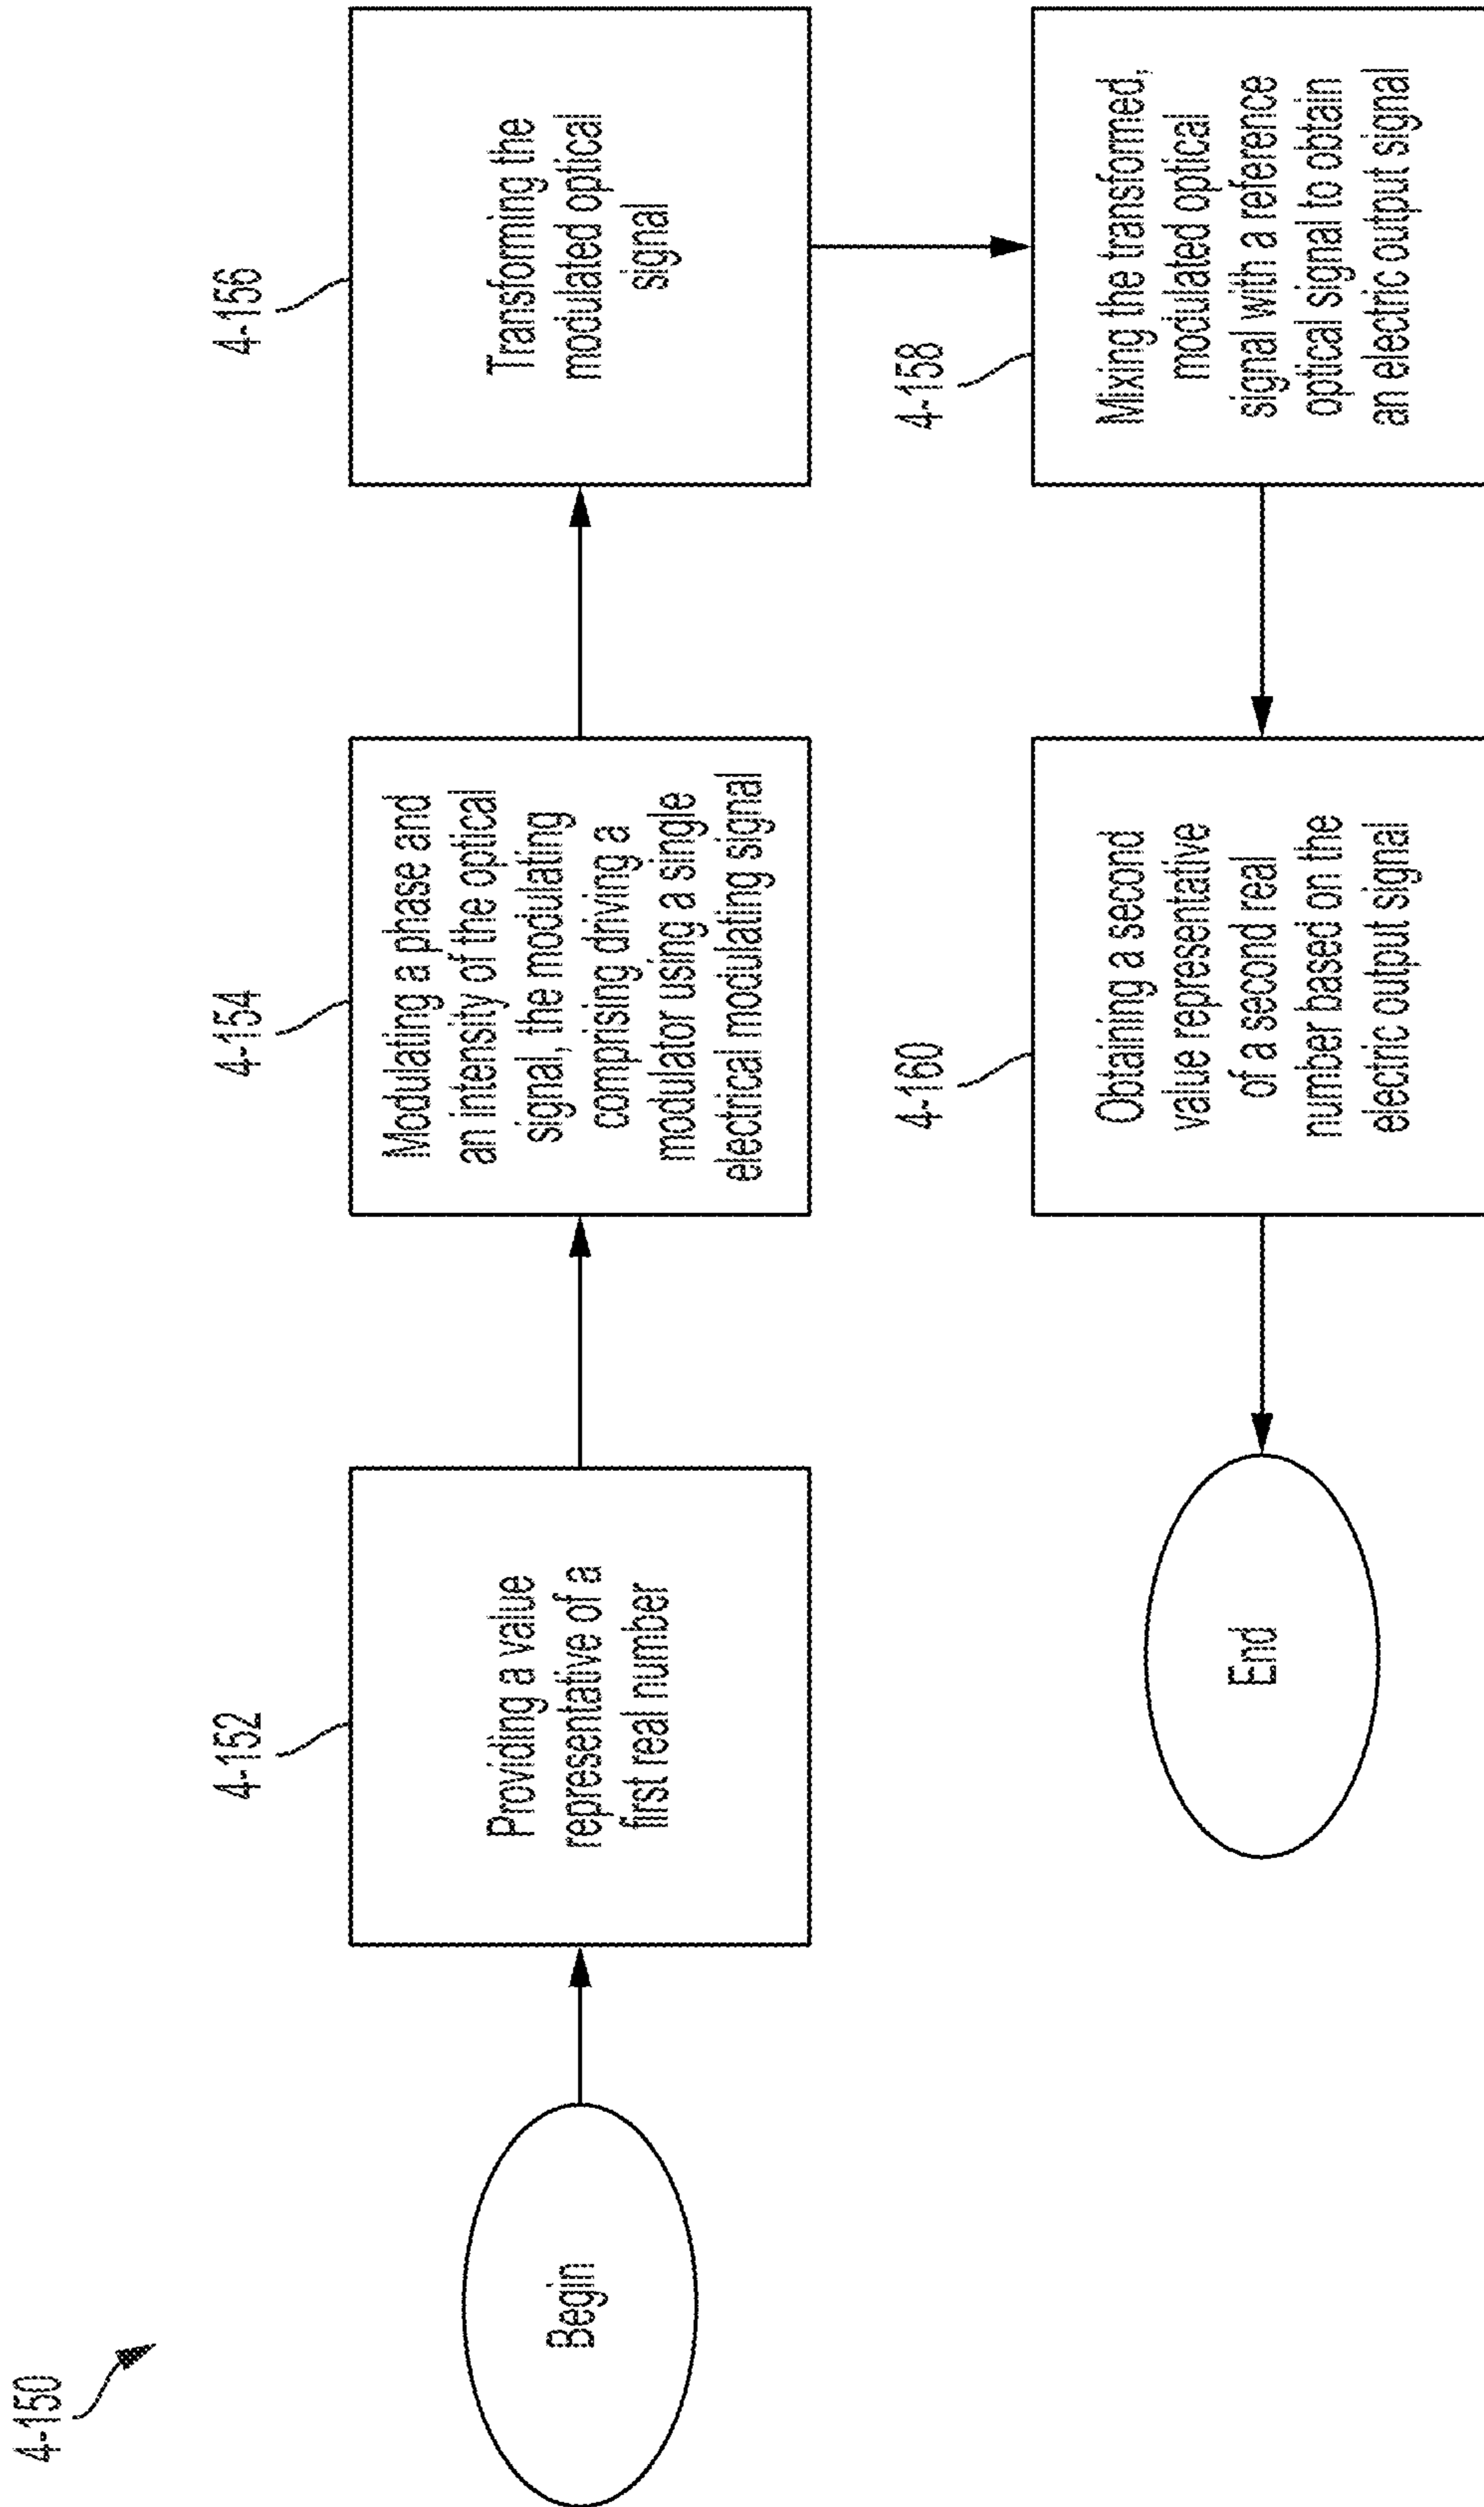 4-150
Begin
4-152
Providing a value
representative of a
first real number
4-154
Modulating a phase and
an intensity of the optical
signal, the modulating
comprising driving a
modulator using a single
electrical modulating signal
4-156
Transforming the
modulated optical
signal
4-158
Mixing the transformed,
modulated optical
signal with a reference
optical signal to obtain
an electric output signal
4-160
Obtaining a second
value representative
of a second real
number based on the
electric output signal
End